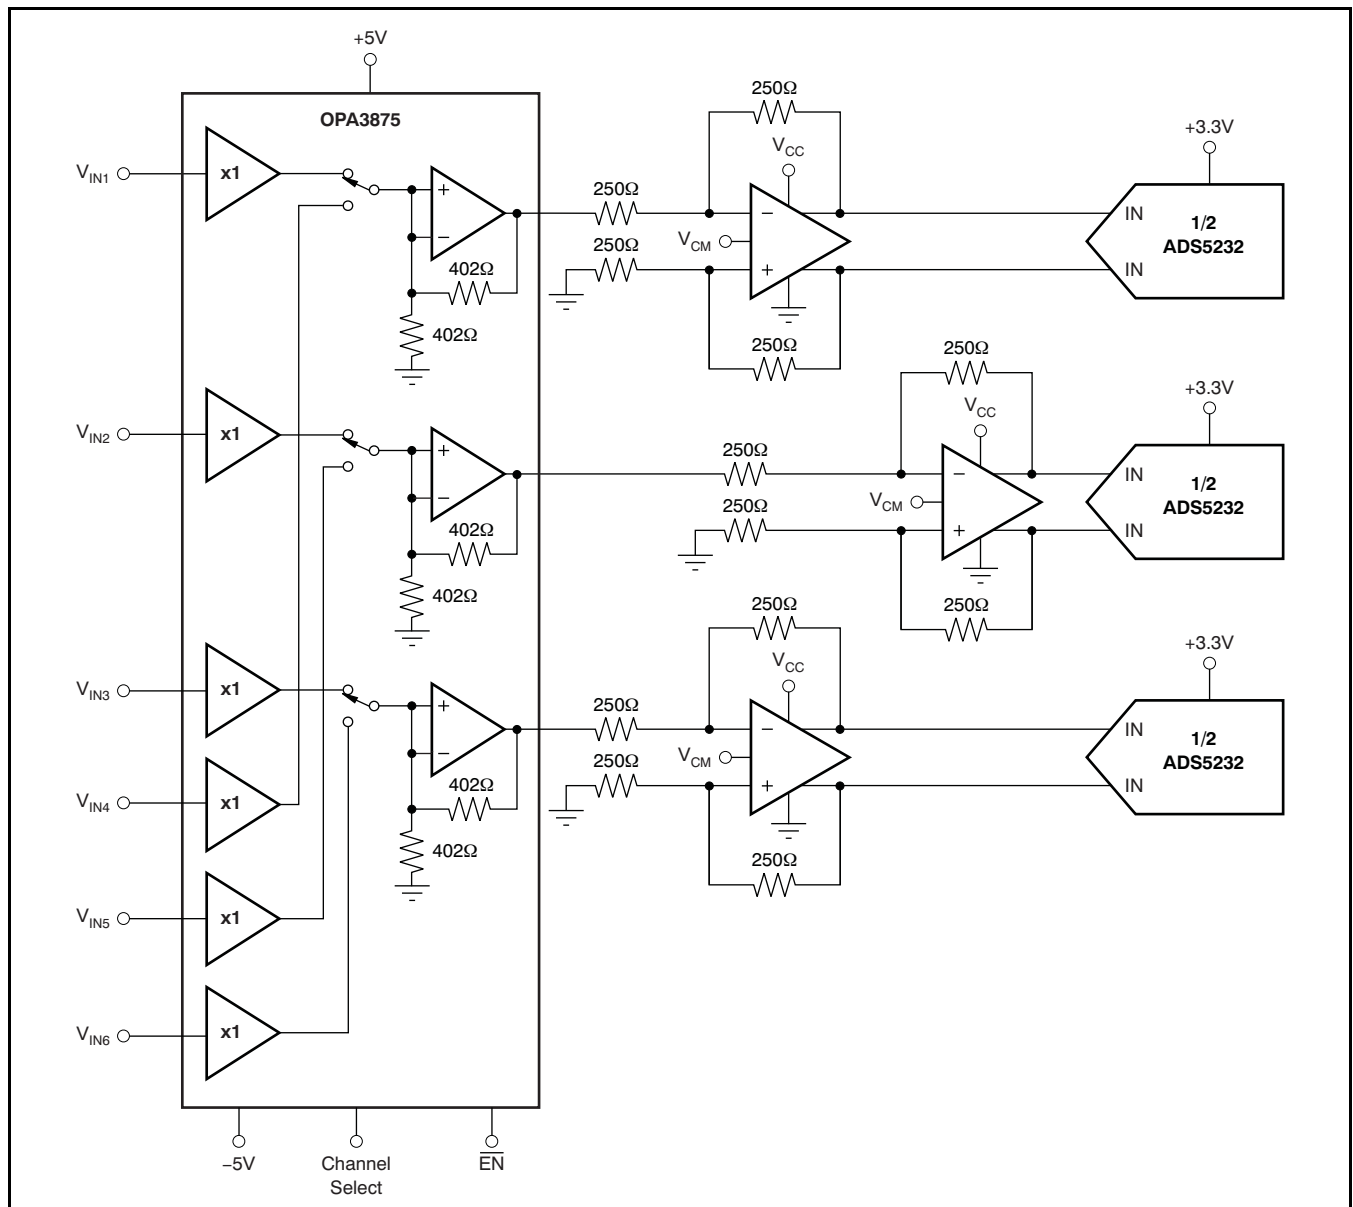 +5V
OPA3875
250Ω
V_CC
+3.3V
x1
V_IN1
+
−
250Ω
IN
1/2
ADS5232
V_CM
250Ω
+
−
IN
402Ω
402Ω
250Ω
250Ω
V_CC
+3.3V
x1
V_IN2
+
−
250Ω
IN
1/2
ADS5232
V_CM
250Ω
+
−
IN
402Ω
402Ω
250Ω
250Ω
V_CC
+3.3V
x1
V_IN3
+
−
250Ω
IN
1/2
ADS5232
V_CM
250Ω
+
−
IN
x1
V_IN4
402Ω
402Ω
250Ω
x1
V_IN5
x1
V_IN6
−5V
Channel
Select
E̅N̅